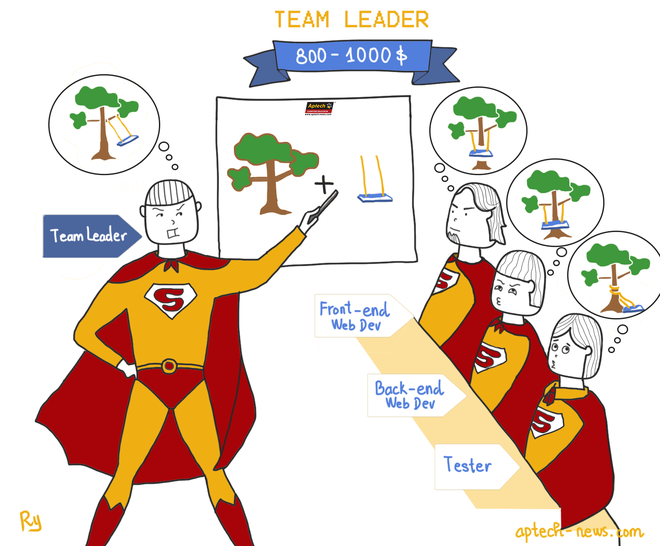 TEAM LEADER
800 - 1000 $
Aptech
Team Leader
S
Front-end
Web Dev
S
Back-end
Web Dev
S
Tester
S
Ry
aptech-news.com